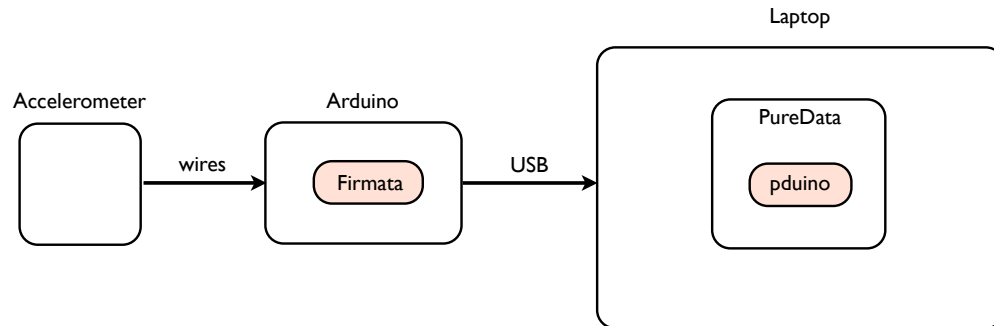 Laptop
Accelerometer
Arduino
PureData
wires
USB
Firmata
pduino